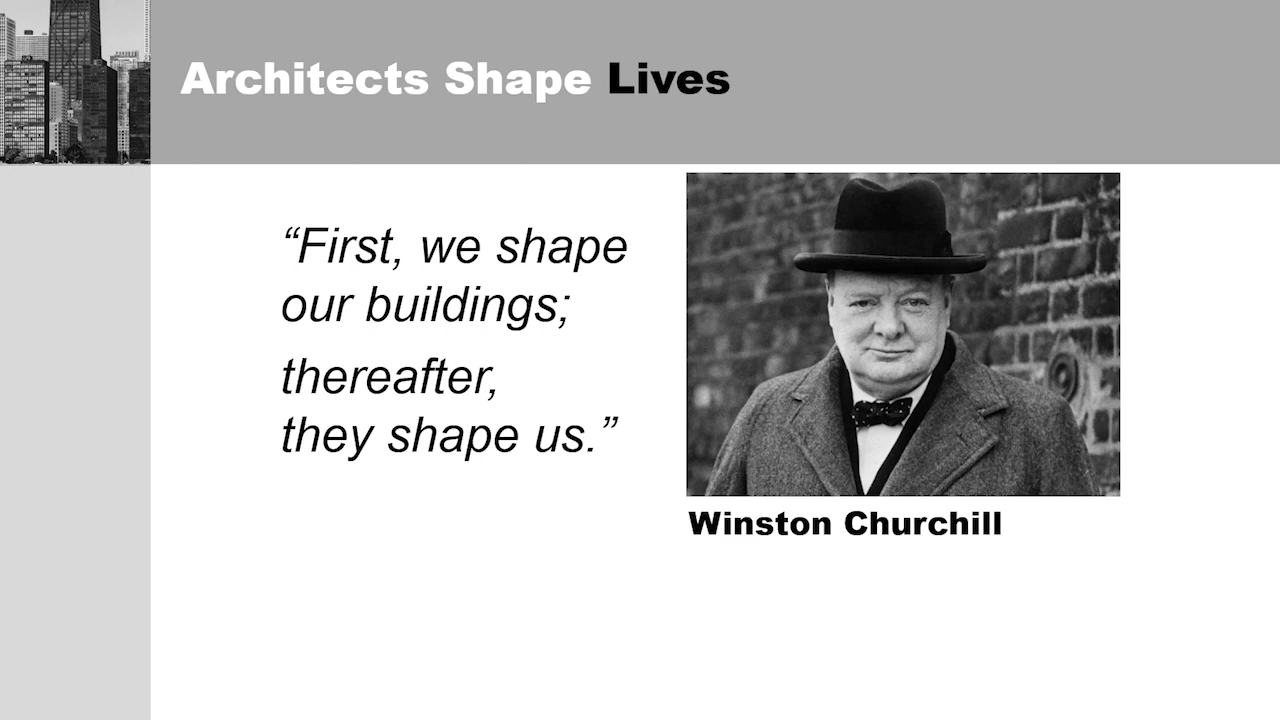 Architects Shape Lives
“First, we shape
our buildings;
thereafter,
they shape us.”
Winston Churchill